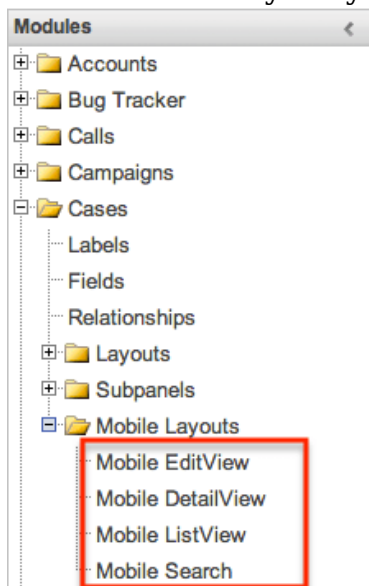 Modules
Accounts
Bug Tracker
Calls
Campaigns
Cases
Labels
Fields
Relationships
Layouts
Subpanels
Mobile Layouts
Mobile EditView
Mobile DetailView
Mobile ListView
Mobile Search